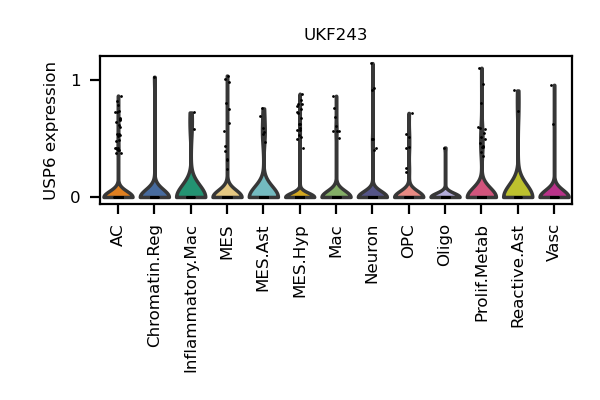 UKF243
USP6 expression
1
0
AC
Chromatin.Reg
Inflammatory.Mac
MES
MES.Ast
MES.Hyp
Mac
Neuron
OPC
Oligo
Prolif.Metab
Reactive.Ast
Vasc